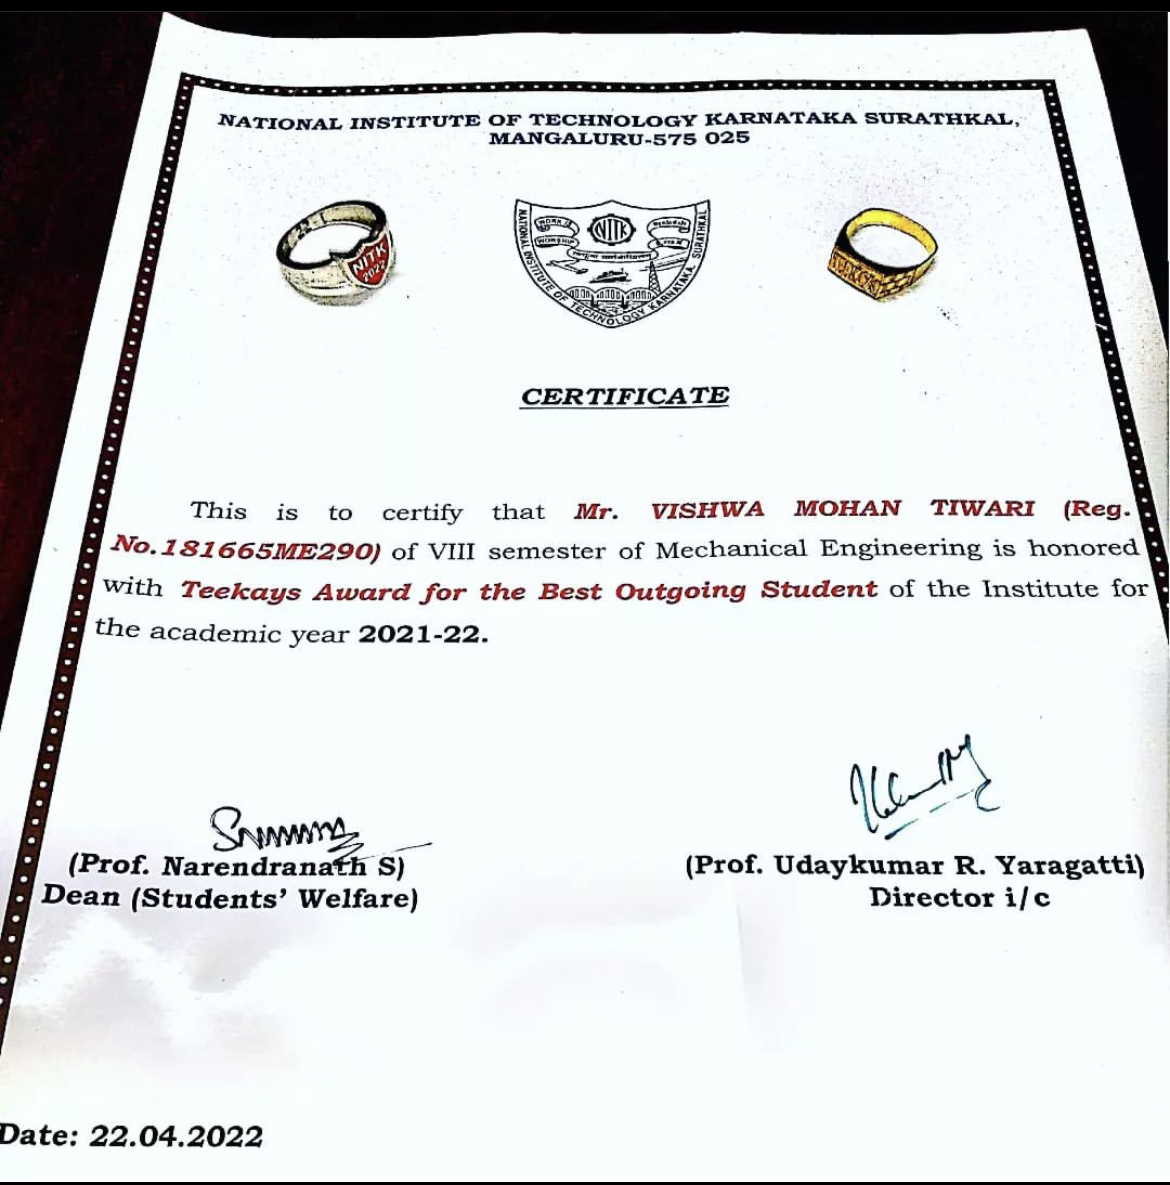 NATIONAL INSTITUTE OF TECHNOLOGY KARNATAKA SURATHKAL,
MANGALURU-575 025
NITK
2022
NITK
WORK IS
WORSHIP
NATIONAL INSTITUTE OF TECHNOLOGY KARNATAKA, SURATHKAL
CERTIFICATE
This is to certify that Mr. VISHWA MOHAN TIWARI (Reg.
No.181665ME290) of VIII semester of Mechanical Engineering is honored
with Teekays Award for the Best Outgoing Student of the Institute for
the academic year 2021-22.
(Prof. Narendranath S)
Dean (Students' Welfare)
(Prof. Udaykumar R. Yaragatti)
Director i/c
Date: 22.04.2022